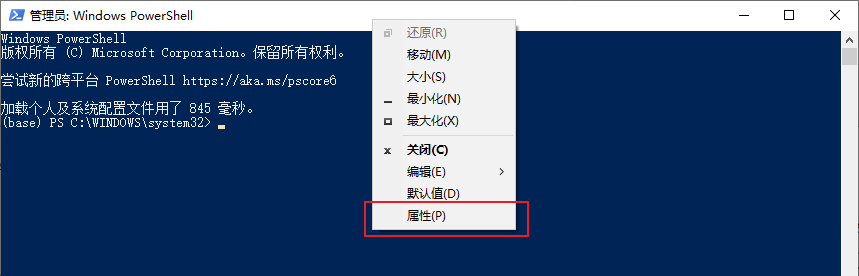 管理员: Windows PowerShell
Windows PowerShell
版权所有 (C) Microsoft Corporation。保留所有权利。
尝试新的跨平台 PowerShell https://aka.ms/pscore6
加载个人及系统配置文件用了 845 毫秒。
(base) PS C:\WINDOWS\system32>
还原(R)
移动(M)
大小(S)
最小化(N)
最大化(X)
关闭(C)
编辑(E)
默认值(D)
属性(P)